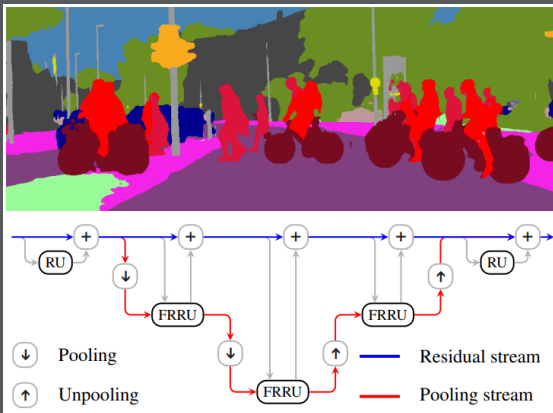 RU
RU
FRRU
FRRU
Pooling
Residual stream
Unpooling
FRRU
Pooling stream